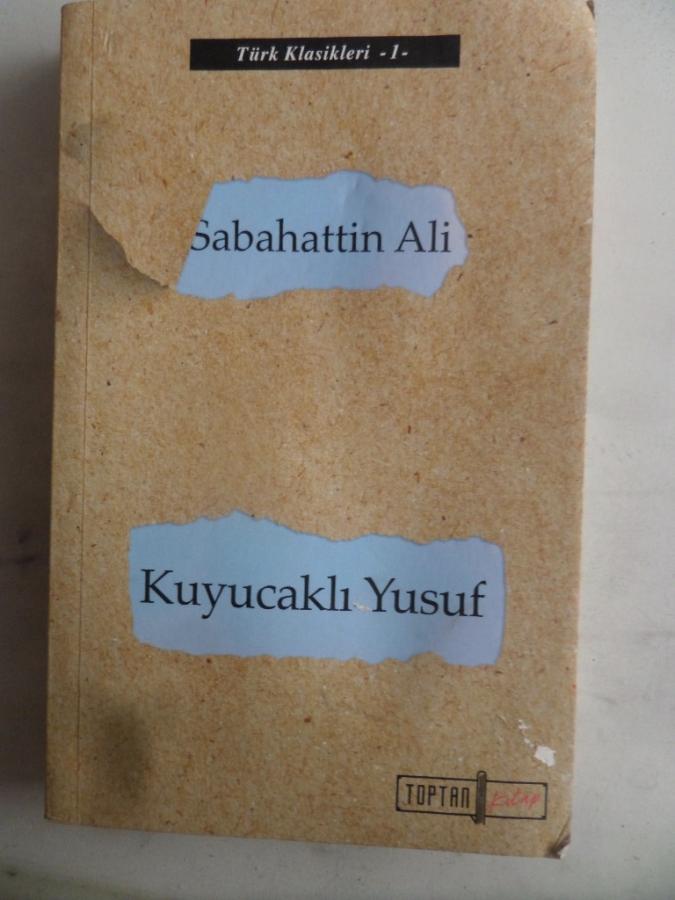 Türk Klasikleri -1-
Sabahattin Ali
Kuyucaklı Yusuf
TOPTAN kitap